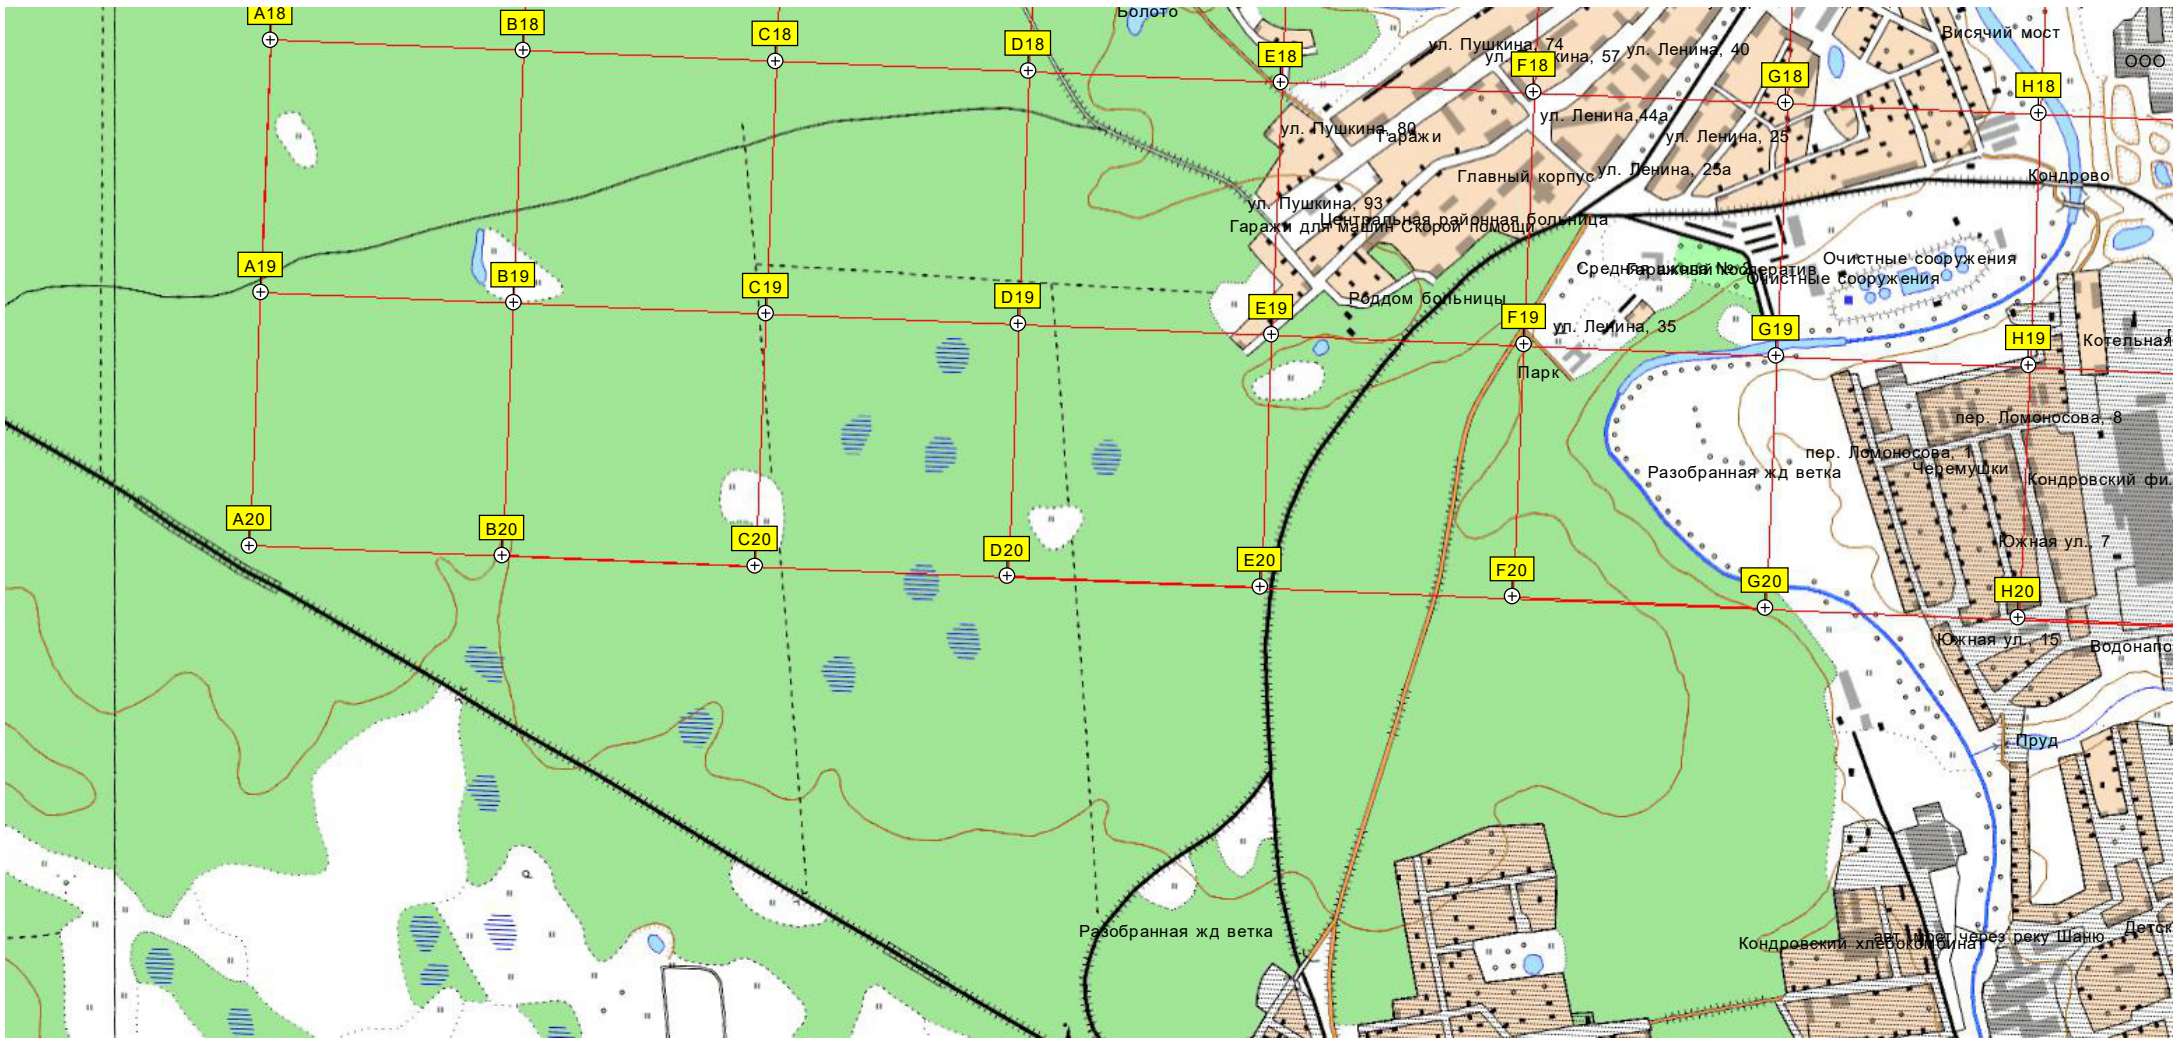 A18
B18
C18
D18
E18
F18
G18
H18
Болото
Висячий мост
ООО
ул. Пушкина, 74
ул. Ленина, 40
ул. Пушкина, 80
Гаражи
ул. Ленина,44а
ул. Ленина, 25
Главный корпус
ул. Ленина, 25а
Кондрово
ул. Пушкина, 93
Центральная районная больница
Гаражи для машин Скорой помощи
Очистные сооружения
Очистные сооружения
Роддом больницы
ул. Ленина, 35
A19
B19
C19
D19
E19
F19
G19
H19
Котельная
Парк
пер. Ломоносова, 8
пер. Ломоносова, 1
Черемушки
Разобранная жд ветка
Кондровский фи
A20
B20
C20
D20
E20
F20
G20
H20
Южная ул., 7
Южная ул., 15
Водонапо
Пруд
Разобранная жд ветка
Кондровский хлебокомбинат
мост через реку Шаню
Детск